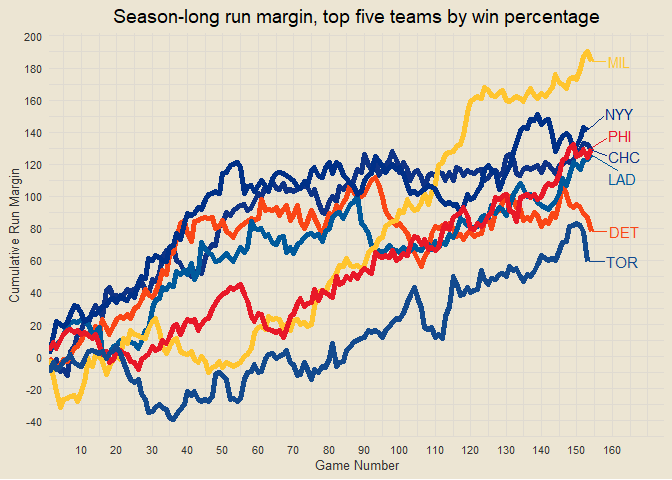 Season-long run margin, top five teams by win percentage
200
180
160
140
120
100
80
60
40
20
0
-20
-40
Cumulative Run Margin
MIL
NYY
PHI
CHC
LAD
DET
TOR
10 20 30 40 50 60 70 80 90 100 110 120 130 140 150 160
Game Number